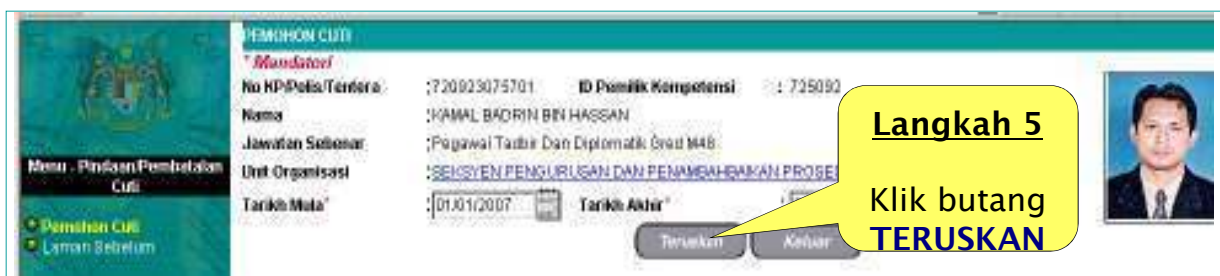 PEMOHON CUTI
* Mandatori
No KP/Polis/Tentera :720923075701 ID Pemilik Kompetensi : 725092
Nama :KAMAL BADRIN BIN HASSAN
Jawatan Sebenar :Pegawai Tadbir Dan Diplomatik Gred M48
Unit Organisasi :SEKSYEN PENGURUSAN DAN PENAMBAHBAIKAN PROSE
Tarikh Mula* :01/01/2007 Tarikh Akhir* :
Teruskan Keluar
Menu - Pindaan/Pembatalan
Cuti
Pemohon Cuti
Laman Sebelum
Langkah 5
Klik butang
TERUSKAN